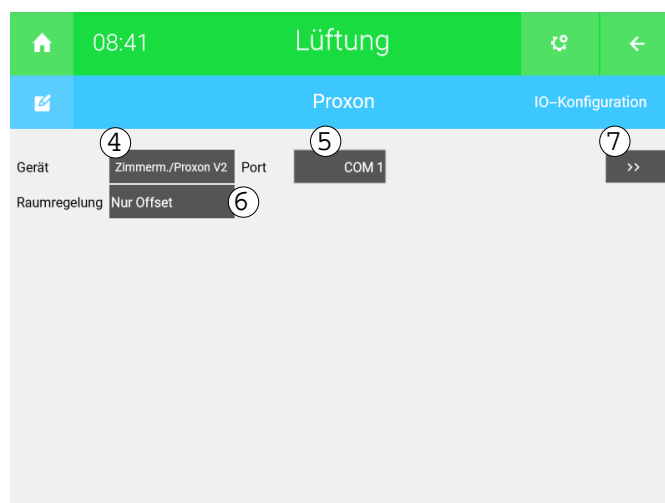 08:41 Lüftung
Proxon IO-Konfiguration
④ ⑤ ⑦
Gerät Zimmerm./Proxon V2 Port COM 1 >>
Raumregelung Nur Offset ⑥